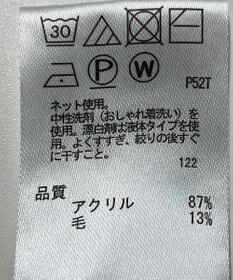 30
P W P52T
ネット使用。
中性洗剤（おしゃれ着洗い）を
使用。漂白剤は液体タイプを使
用。よくすすぎ、絞りの後すぐ
に干すこと。
122
品質
アクリル 87%
毛 13%